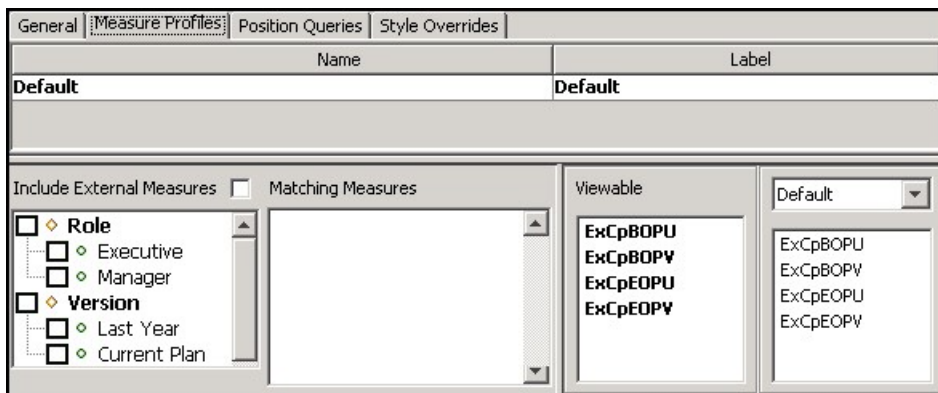 General Measure Profiles Position Queries Style Overrides
Name Label
Default Default
Include External Measures Matching Measures Viewable Default
Role
Executive
Manager
Version
Last Year
Current Plan
ExCpBOPU
ExCpBOPV
ExCpEOPU
ExCpEOPV
ExCpBOPU
ExCpBOPV
ExCpEOPU
ExCpEOPV